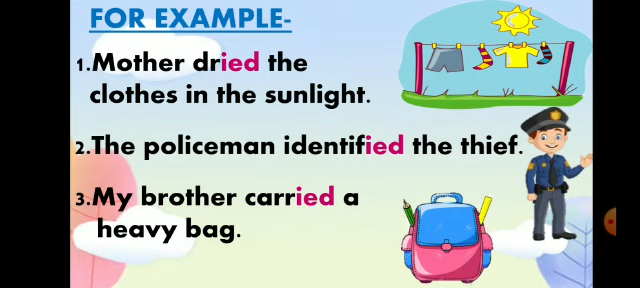 FOR EXAMPLE-
1.Mother dried the
clothes in the sunlight.
2.The policeman identified the thief.
3.My brother carried a
heavy bag.